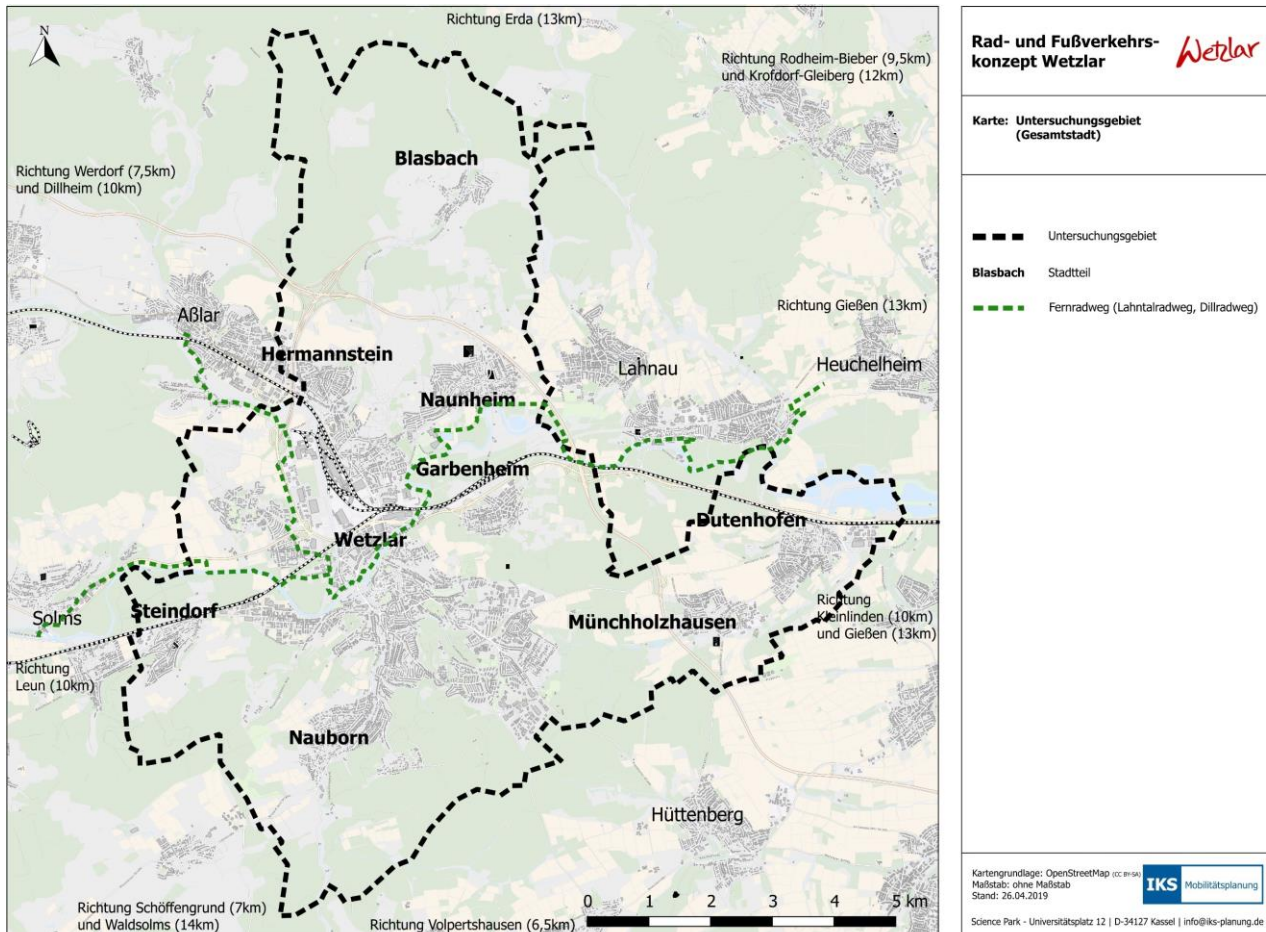 N
Richtung Erda (13km)
Richtung Rodheim-Bieber (9,5km)
und Krofdorf-Gleiberg (12km)
Blasbach
Richtung Werdorf (7,5km)
und Dillheim (10km)
Richtung Gießen (13km)
Aßlar
Hermannstein
Lahnau
Heuchelheim
Naunheim
Garbenheim
Dutenhofen
Wetzlar
Solms
Steindorf
Münchholzhausen
Richtung
Kleinlinden (10km)
und Gießen (13km)
Richtung
Leun (10km)
Nauborn
Hüttenberg
Richtung Schöffengrund (7km)
und Waldsolms (14km)
Richtung Volpertshausen (6,5km)
0 1 2 3 4 5 km
Rad- und Fußverkehrs-
konzept Wetzlar
Wetzlar
Karte: Untersuchungsgebiet
(Gesamtstadt)
Untersuchungsgebiet
Blasbach Stadtteil
Fernradweg (Lahntalradweg, Dillradweg)
Kartengrundlage: OpenStreetMap (CC BY-SA)
Maßstab: ohne Maßstab
Stand: 26.04.2019
IKS Mobilitätsplanung
Science Park - Universitätsplatz 12 | D-34127 Kassel | info@iks-planung.de